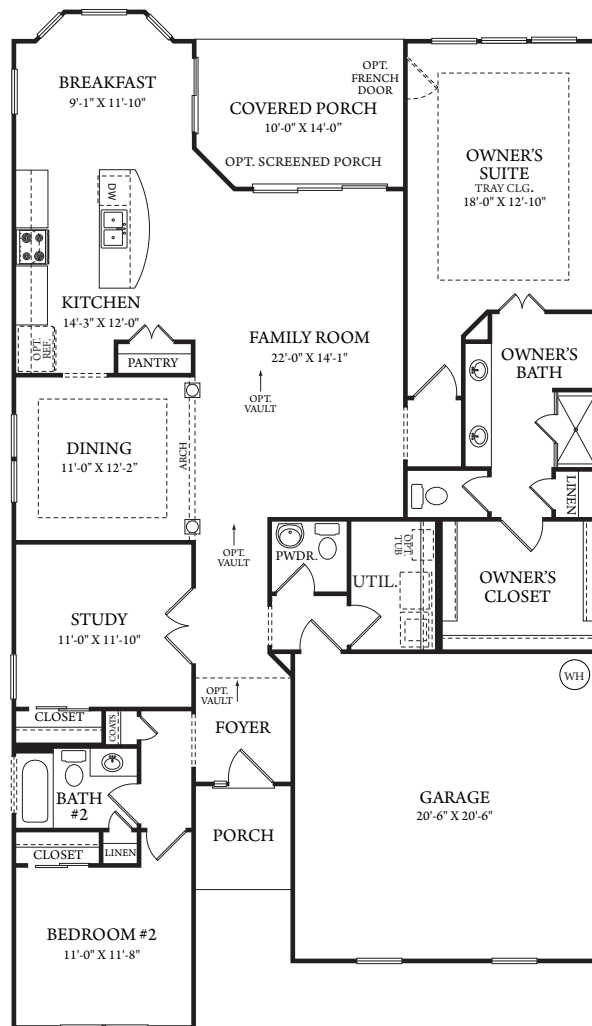 BREAKFAST
9'-1" X 11'-10"
COVERED PORCH
10'-0" X 14'-0"
OPT. SCREENED PORCH
OPT.
FRENCH
DOOR
OWNER'S
SUITE
TRAY CLG.
18'-0" X 12'-10"
DW
KITCHEN
14'-3" X 12'-0"
OPT.
REF.
PANTRY
FAMILY ROOM
22'-0" X 14'-1"
OPT.
VAULT
OWNER'S
BATH
DINING
11'-0" X 12'-2"
ARCH
LINEN
OPT.
VAULT
PWDR.
OPT.
TUB
UTIL.
OWNER'S
CLOSET
STUDY
11'-0" X 11'-10"
WH
OPT.
VAULT
CLOSET
COATS
FOYER
BATH
#2
GARAGE
20'-6" X 20'-6"
PORCH
CLOSET
LINEN
BEDROOM #2
11'-0" X 11'-8"